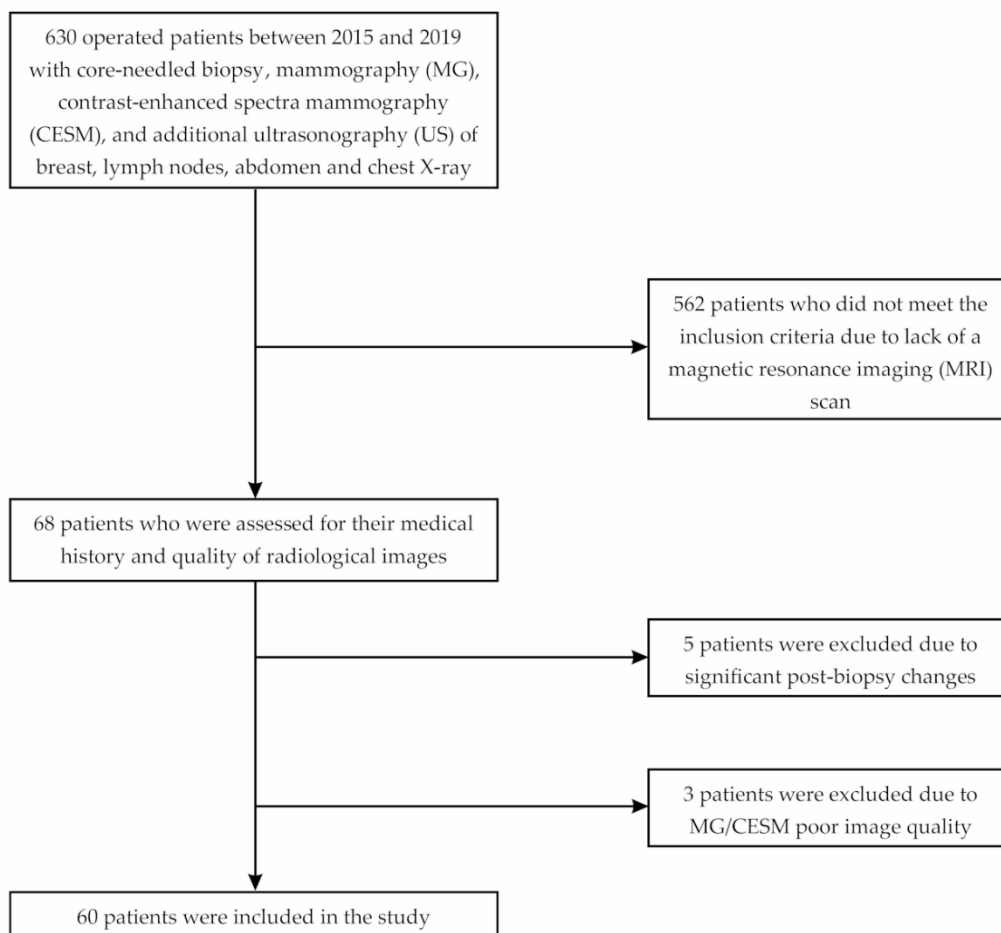 630 operated patients between 2015 and 2019
with core-needled biopsy, mammography (MG),
contrast-enhanced spectra mammography
(CESM), and additional ultrasonography (US) of
breast, lymph nodes, abdomen and chest X-ray
562 patients who did not meet the
inclusion criteria due to lack of a
magnetic resonance imaging (MRI)
scan
68 patients who were assessed for their medical
history and quality of radiological images
5 patients were excluded due to
significant post-biopsy changes
3 patients were excluded due to
MG/CESM poor image quality
60 patients were included in the study